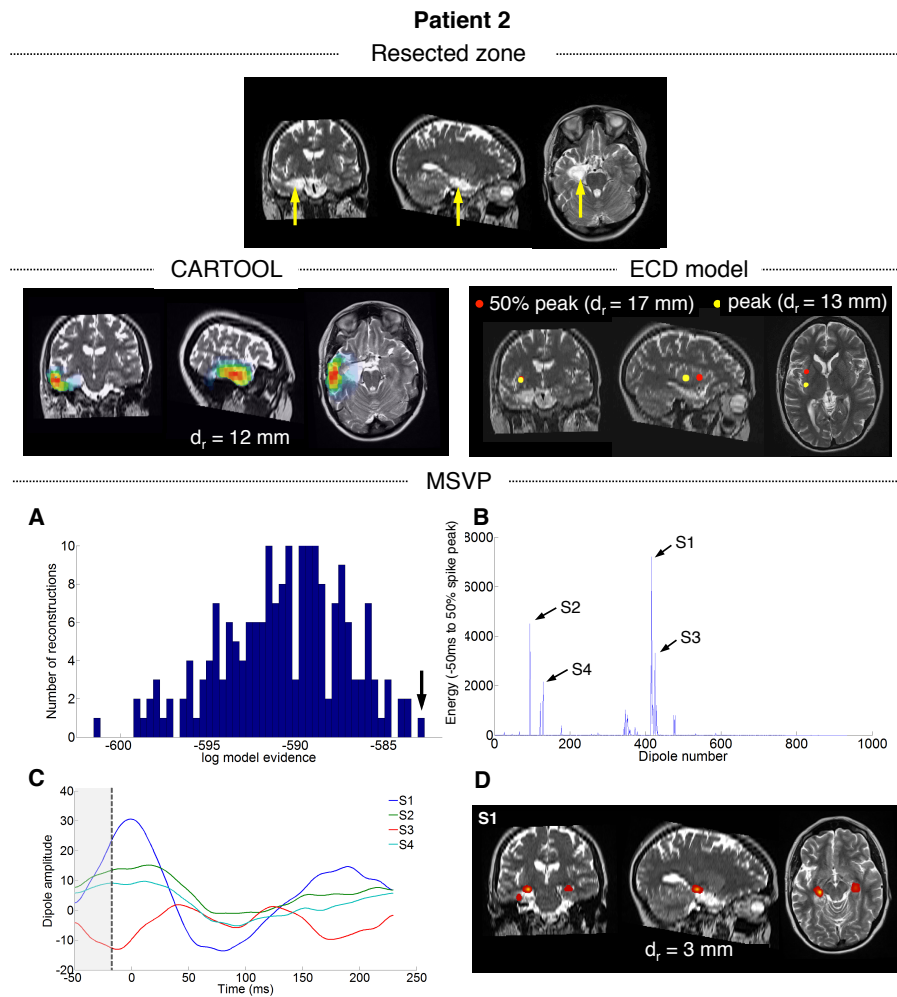 Patient 2
Resected zone
CARTOOL
ECD model
50% peak (dr = 17 mm) peak (dr = 13 mm)
dr = 12 mm
MSVP
A
10
8
6
4
2
0
Number of reconstructions
-600 -595 -590 -585
log model evidence
B
8000
6000
4000
2000
0
Energy (-50ms to 50% spike peak)
S1
S2
S3
S4
0 200 400 600 800 1000
Dipole number
C
40
30
20
10
0
-10
-20
Dipole amplitude
S1
S2
S3
S4
-50 0 50 100 150 200 250
Time (ms)
D
S1
dr = 3 mm